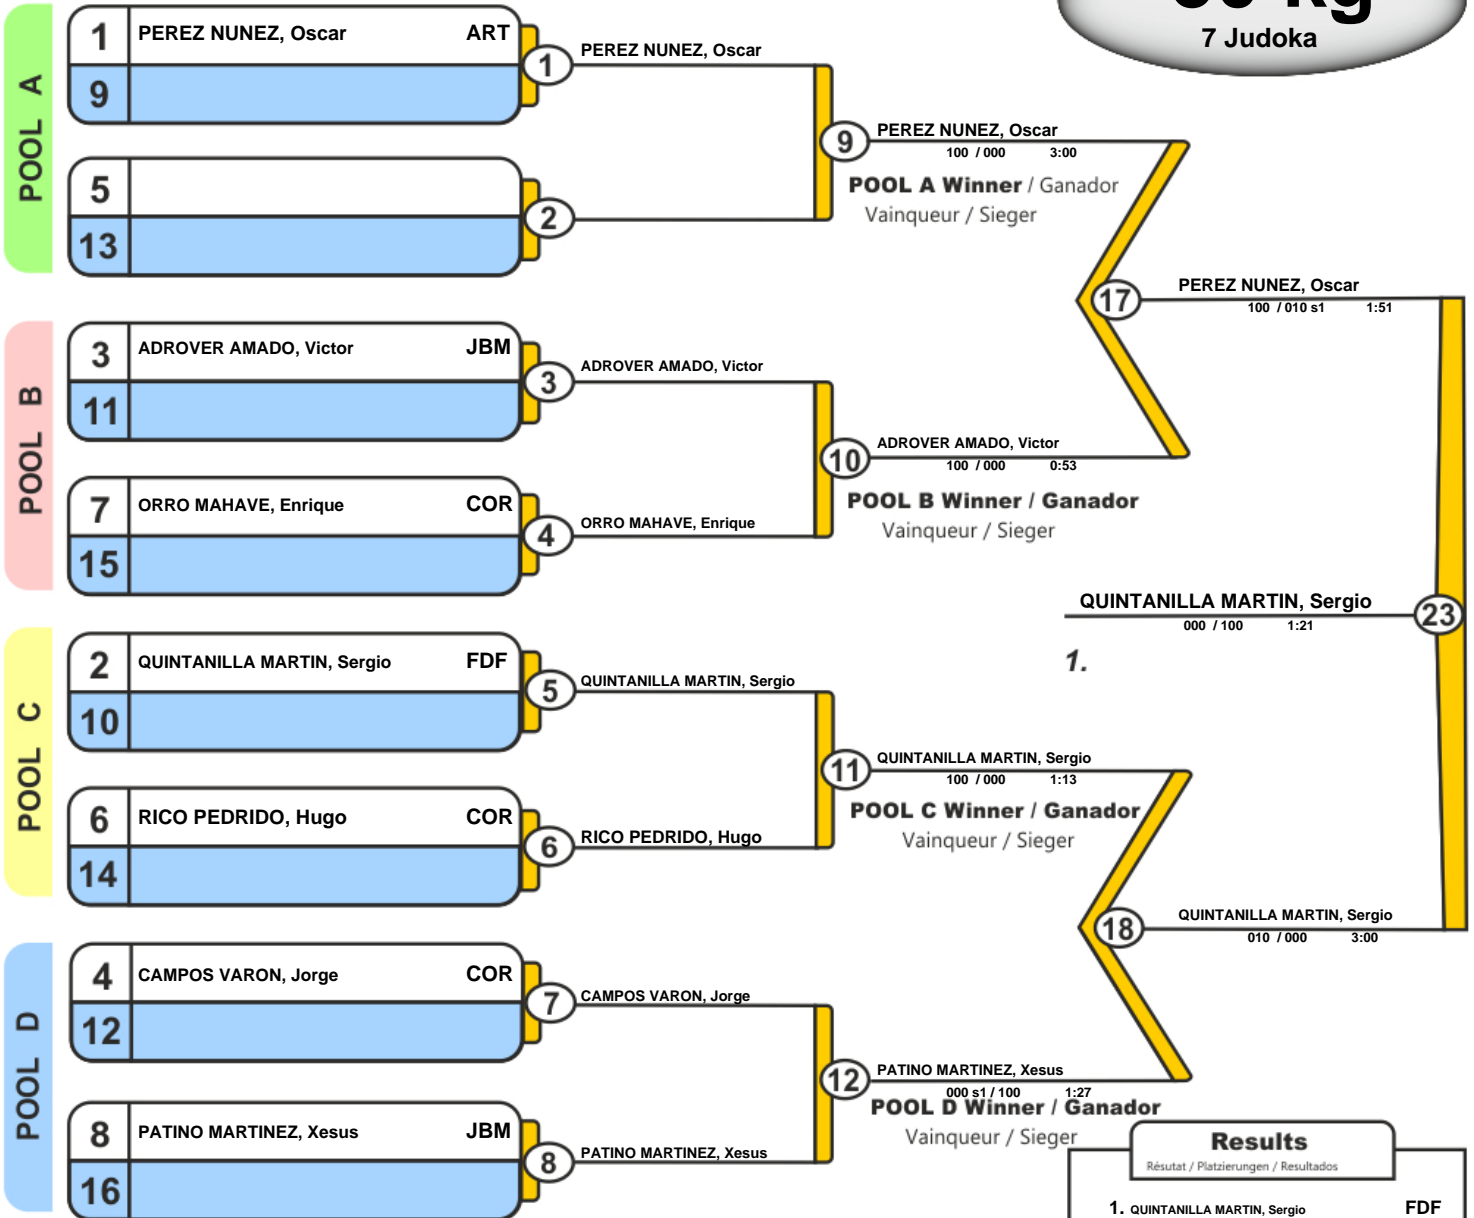 7 Judoka
POOL A
1 PEREZ NUNEZ, Oscar ART
9
5
13
1 PEREZ NUNEZ, Oscar
2
9 PEREZ NUNEZ, Oscar
100 / 000 3:00
POOL A Winner / Ganador
Vainqueur / Sieger
POOL B
3 ADROVER AMADO, Victor JBM
11
7 ORRO MAHAVE, Enrique COR
15
3 ADROVER AMADO, Victor
4 ORRO MAHAVE, Enrique
10 ADROVER AMADO, Victor
100 / 000 0:53
POOL B Winner / Ganador
Vainqueur / Sieger
17 PEREZ NUNEZ, Oscar
100 / 010 s1 1:51
QUINTANILLA MARTIN, Sergio 23
000 / 100 1:21
1.
POOL C
2 QUINTANILLA MARTIN, Sergio FDF
10
6 RICO PEDRIDO, Hugo COR
14
5 QUINTANILLA MARTIN, Sergio
6 RICO PEDRIDO, Hugo
11 QUINTANILLA MARTIN, Sergio
100 / 000 1:13
POOL C Winner / Ganador
Vainqueur / Sieger
18 QUINTANILLA MARTIN, Sergio
010 / 000 3:00
POOL D
4 CAMPOS VARON, Jorge COR
12
8 PATINO MARTINEZ, Xesus JBM
16
7 CAMPOS VARON, Jorge
8 PATINO MARTINEZ, Xesus
12 PATINO MARTINEZ, Xesus
000 s1 / 100 1:27
POOL D Winner / Ganador
Vainqueur / Sieger
Results
Résutat / Platzierungen / Resultados
1. QUINTANILLA MARTIN, Sergio FDF